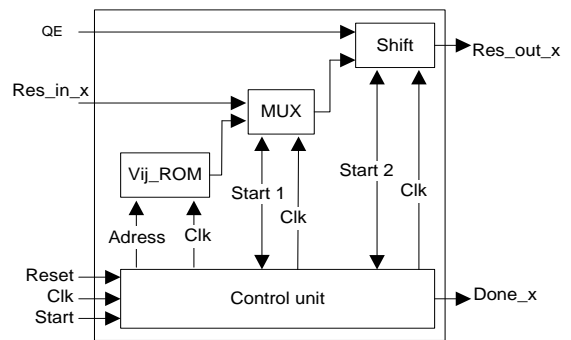 QE
Shift
Res_out_x
Res_in_x
MUX
Vij_ROM
Start 1
Start 2
Clk
Clk
Adress
Clk
Reset
Clk
Start
Control unit
Done_x